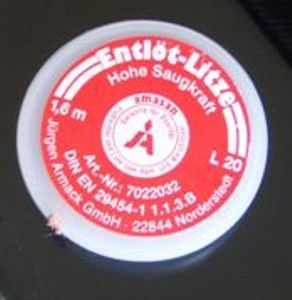 Entlöt-Litze
Hohe Saugkraft
1,6 m
amasan
L 20
Art.-Nr.: 7022032
DIN EN 29454-1 1.1.3.B
Jürgen Armack GmbH · 22844 Norderstedt